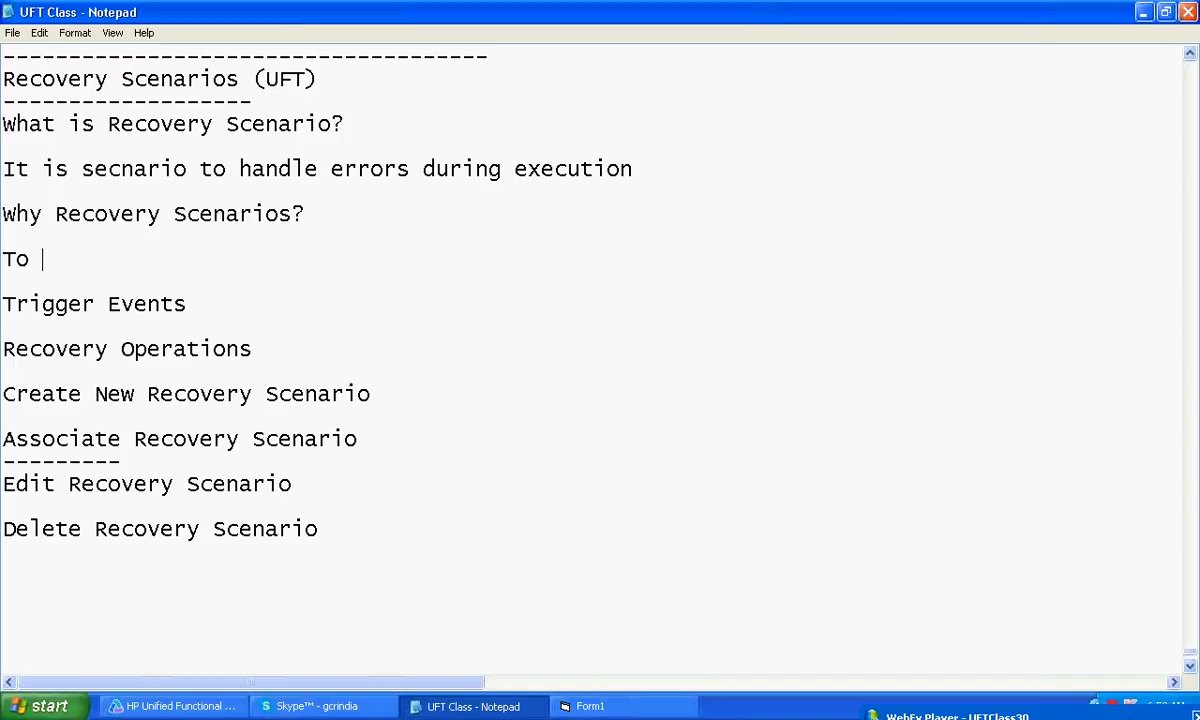 UFT Class - Notepad
File Edit Format View Help
-------------------------------------
Recovery Scenarios (UFT)
-------------------
What is Recovery Scenario?
It is secnario to handle errors during execution
Why Recovery Scenarios?
To
Trigger Events
Recovery Operations
Create New Recovery Scenario
Associate Recovery Scenario
---------
Edit Recovery Scenario
Delete Recovery Scenario
start HP Unified Functional ... Skype™ - gcrindia UFT Class - Notepad Form1
WebEx Player - UFTClass30